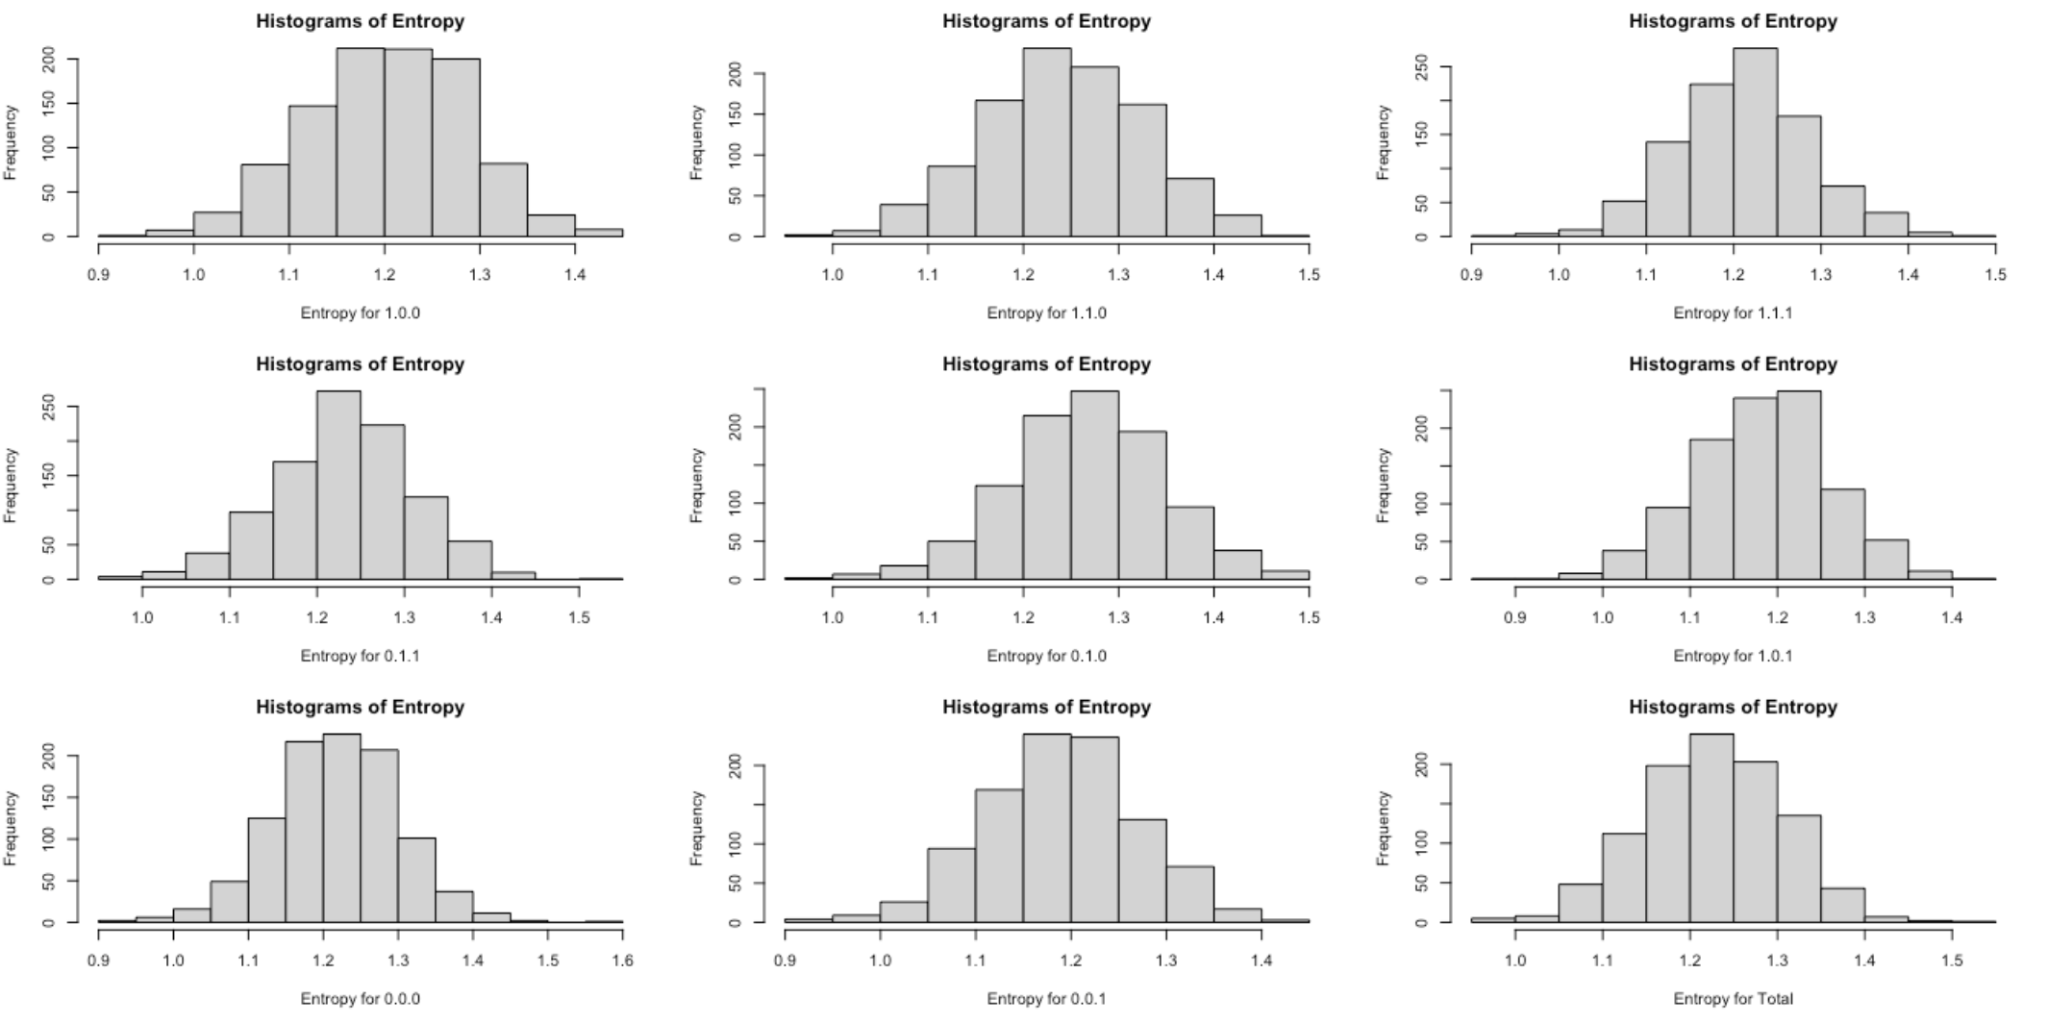 Histograms of Entropy
Frequency
0 50 100 150 200
0.9 1.0 1.1 1.2 1.3 1.4
Entropy for 1.0.0
Histograms of Entropy
Frequency
0 50 100 150 200
1.0 1.1 1.2 1.3 1.4 1.5
Entropy for 1.1.0
Histograms of Entropy
Frequency
0 50 150 250
0.9 1.0 1.1 1.2 1.3 1.4 1.5
Entropy for 1.1.1
Histograms of Entropy
Frequency
0 50 150 250
1.0 1.1 1.2 1.3 1.4 1.5
Entropy for 0.1.1
Histograms of Entropy
Frequency
0 50 100 200
1.0 1.1 1.2 1.3 1.4 1.5
Entropy for 0.1.0
Histograms of Entropy
Frequency
0 50 100 200
0.9 1.0 1.1 1.2 1.3 1.4
Entropy for 1.0.1
Histograms of Entropy
Frequency
0 50 100 150 200
0.9 1.0 1.1 1.2 1.3 1.4 1.5 1.6
Entropy for 0.0.0
Histograms of Entropy
Frequency
0 50 100 200
0.9 1.0 1.1 1.2 1.3 1.4
Entropy for 0.0.1
Histograms of Entropy
Frequency
0 50 100 200
1.0 1.1 1.2 1.3 1.4 1.5
Entropy for Total